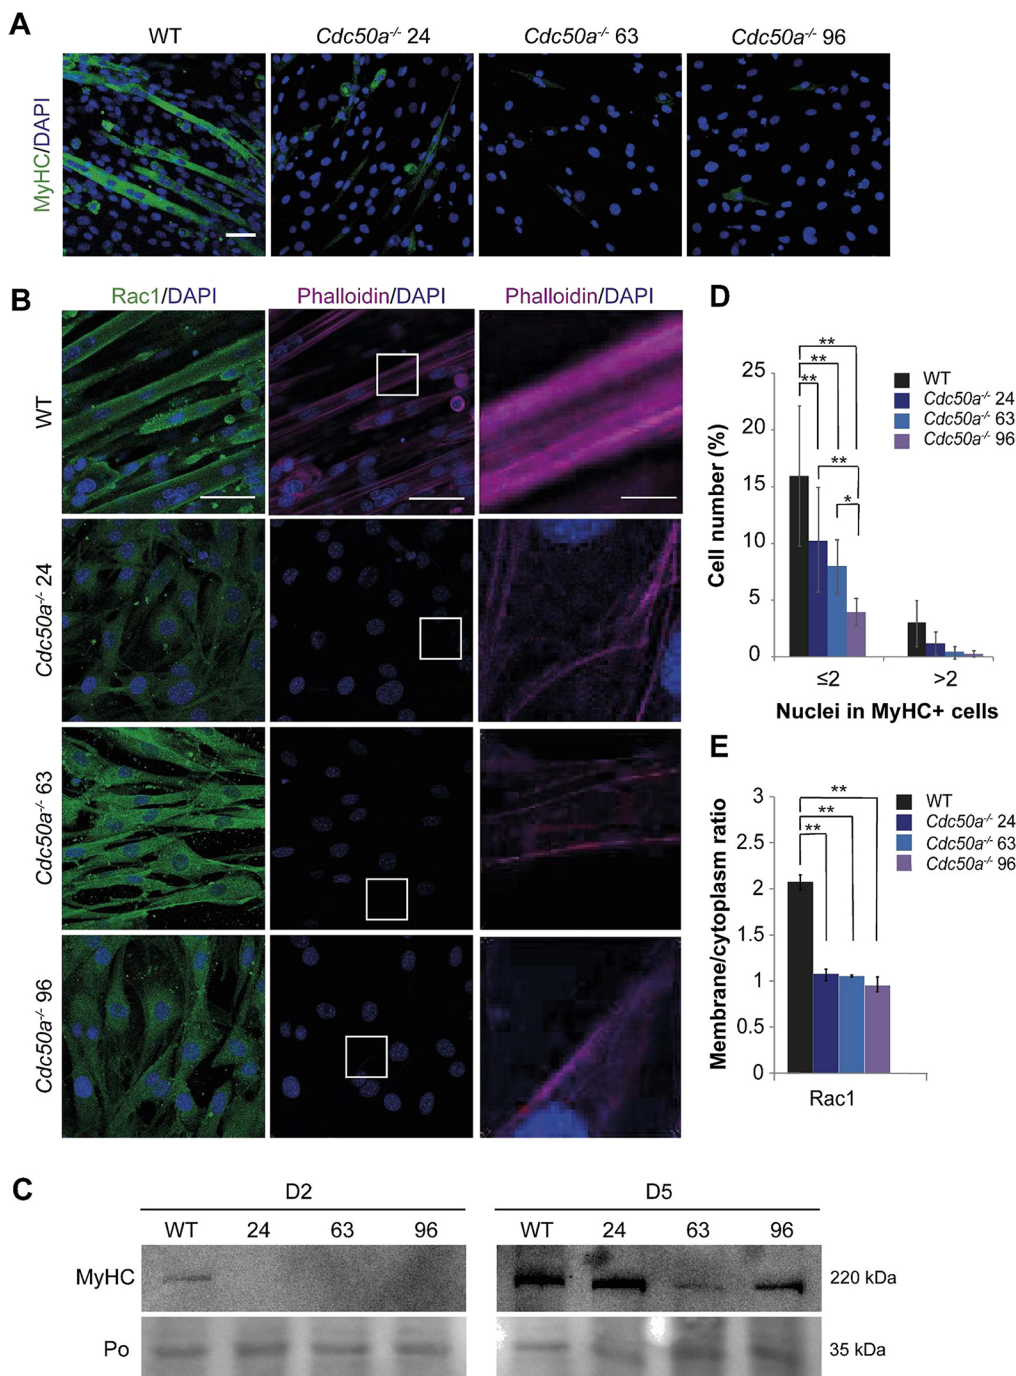 A
WT
Cdc50a-/- 24
Cdc50a-/- 63
Cdc50a-/- 96
MyHC/DAPI
B
Rac1/DAPI
Phalloidin/DAPI
Phalloidin/DAPI
WT
Cdc50a-/- 24
Cdc50a-/- 63
Cdc50a-/- 96
D
Cell number (%)
25
20
15
10
5
0
**
**
**
**
*
WT
Cdc50a-/- 24
Cdc50a-/- 63
Cdc50a-/- 96
≤2
>2
Nuclei in MyHC+ cells
E
Membrane/cytoplasm ratio
3
2.5
2
1.5
1
0.5
0
**
**
**
WT
Cdc50a-/- 24
Cdc50a-/- 63
Cdc50a-/- 96
Rac1
C
D2
D5
WT 24 63 96
WT 24 63 96
MyHC
220 kDa
Po
35 kDa